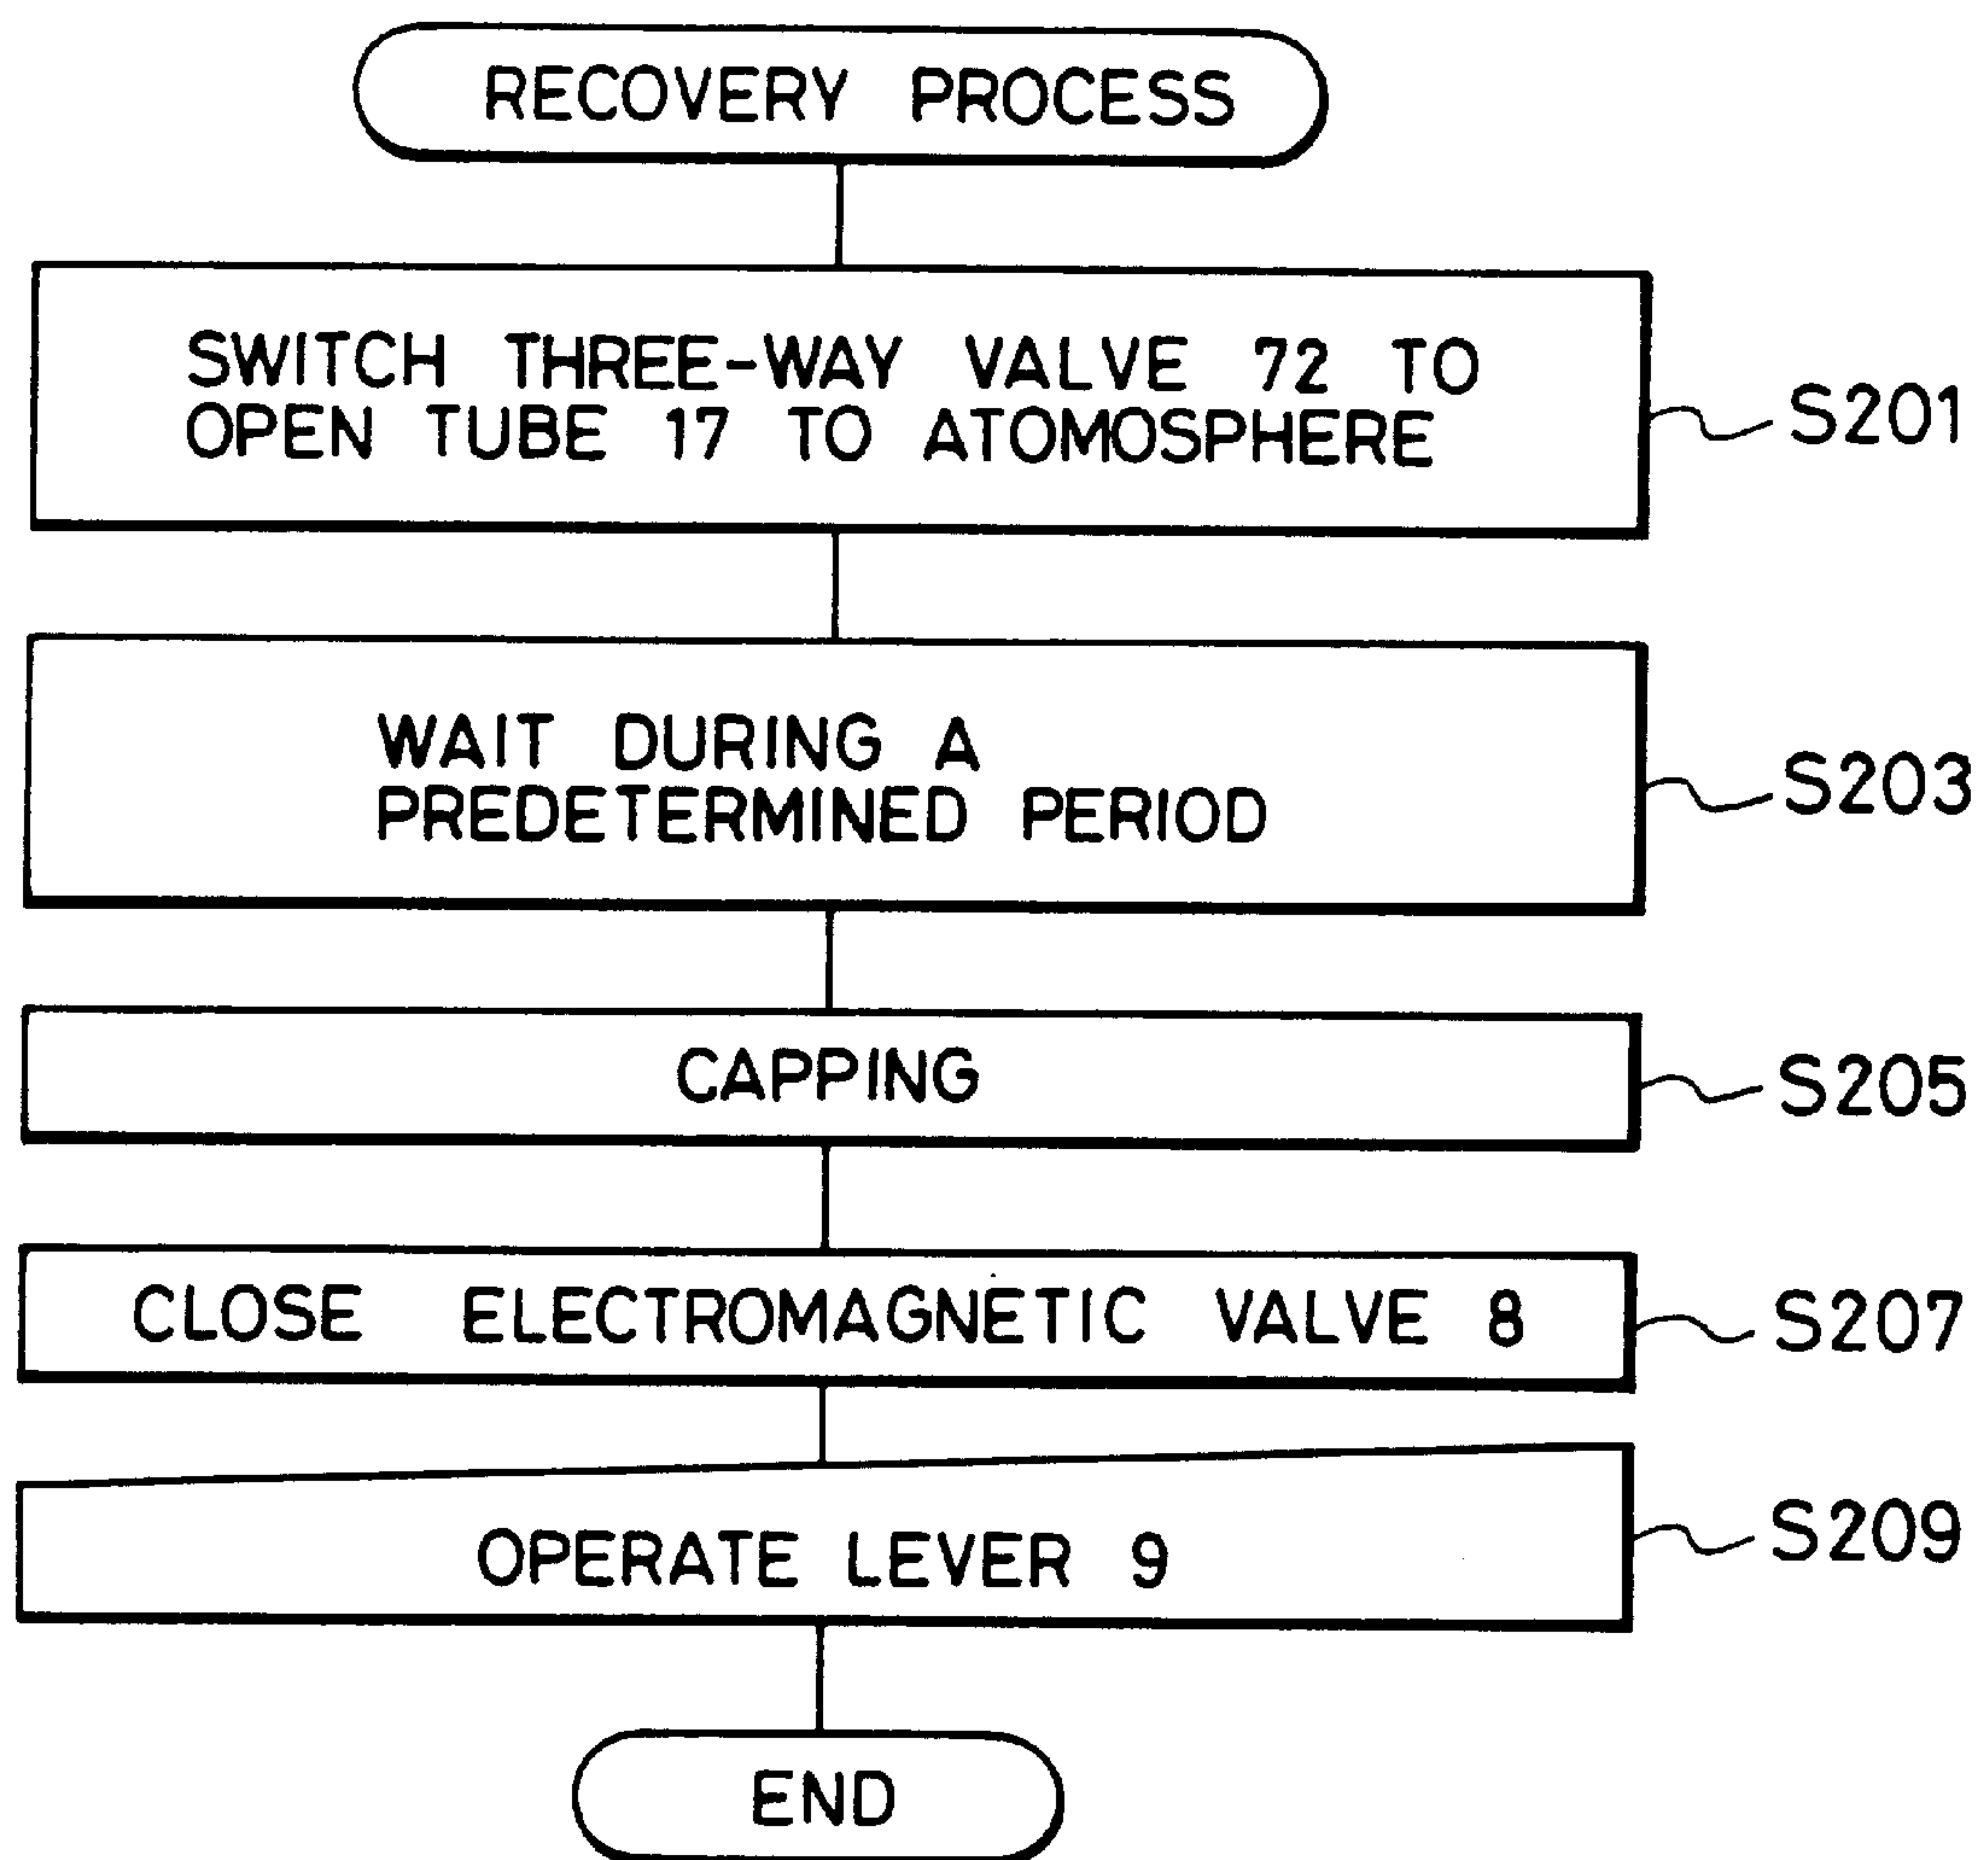 RECOVERY PROCESS
SWITCH THREE-WAY VALVE 72 TO
OPEN TUBE 17 TO ATOMOSPHERE
S201
WAIT DURING A
PREDETERMINED PERIOD
S203
CAPPING
S205
CLOSE ELECTROMAGNETIC VALVE 8
S207
OPERATE LEVER 9
S209
END